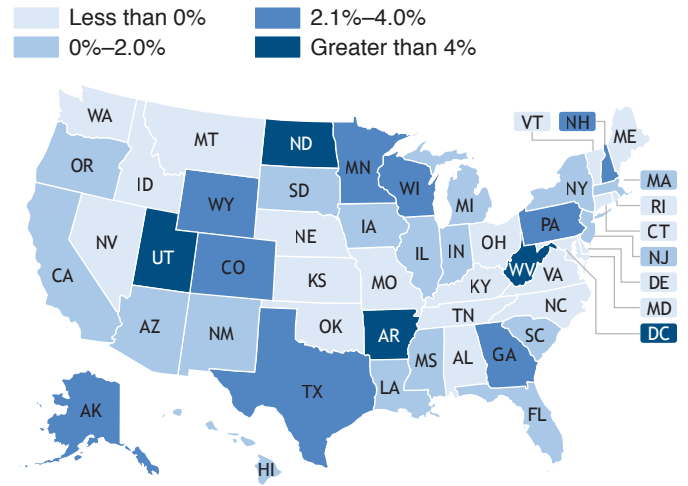 Less than 0%
2.1%–4.0%
0%–2.0%
Greater than 4%
WA
MT
ND
MN
VT
NH
ME
OR
ID
WY
SD
WI
MI
NY
MA
RI
CT
NJ
DE
MD
DC
NV
UT
CO
NE
IA
IL
IN
OH
PA
WV
VA
CA
KS
MO
KY
NC
TN
AZ
NM
OK
AR
SC
MS
AL
GA
TX
LA
FL
AK
HI